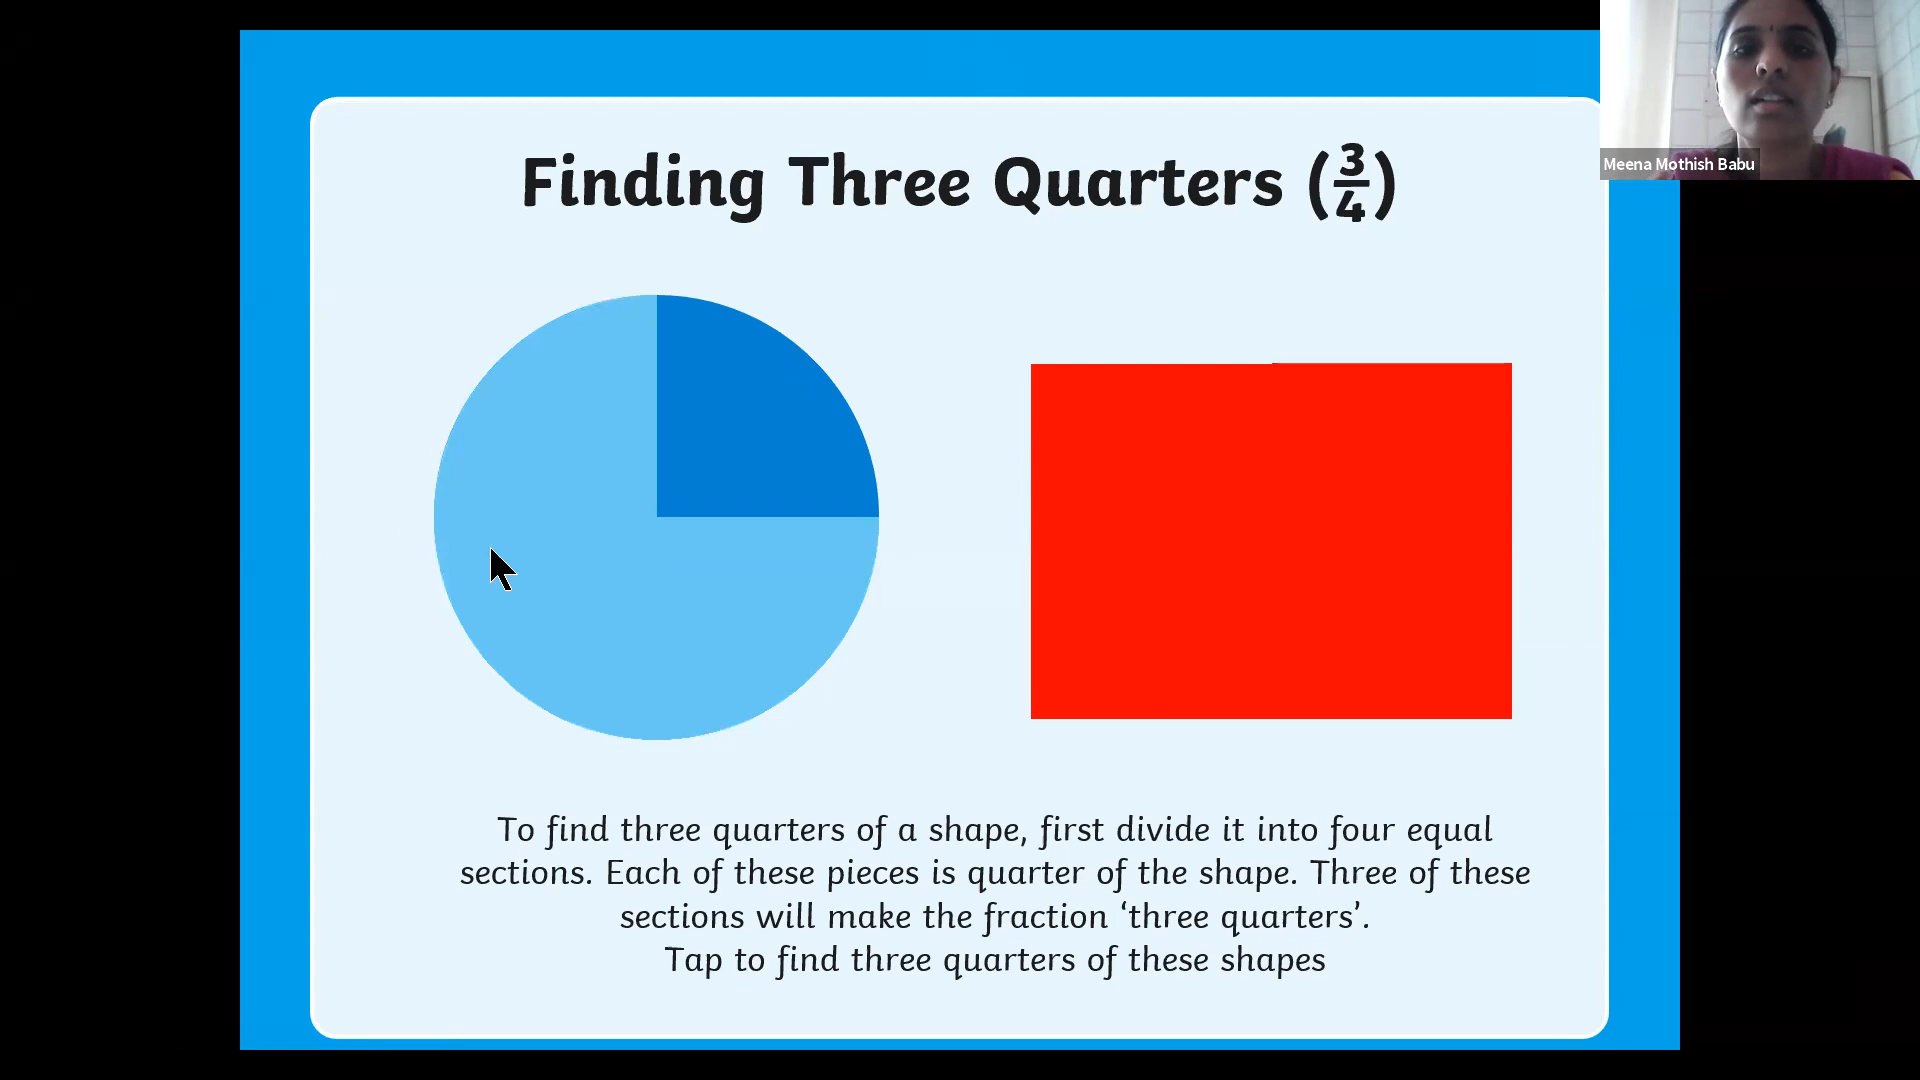 Meena Mothish Babu
Finding Three Quarters (3/4)
To find three quarters of a shape, first divide it into four equal
sections. Each of these pieces is quarter of the shape. Three of these
sections will make the fraction ‘three quarters’.
Tap to find three quarters of these shapes